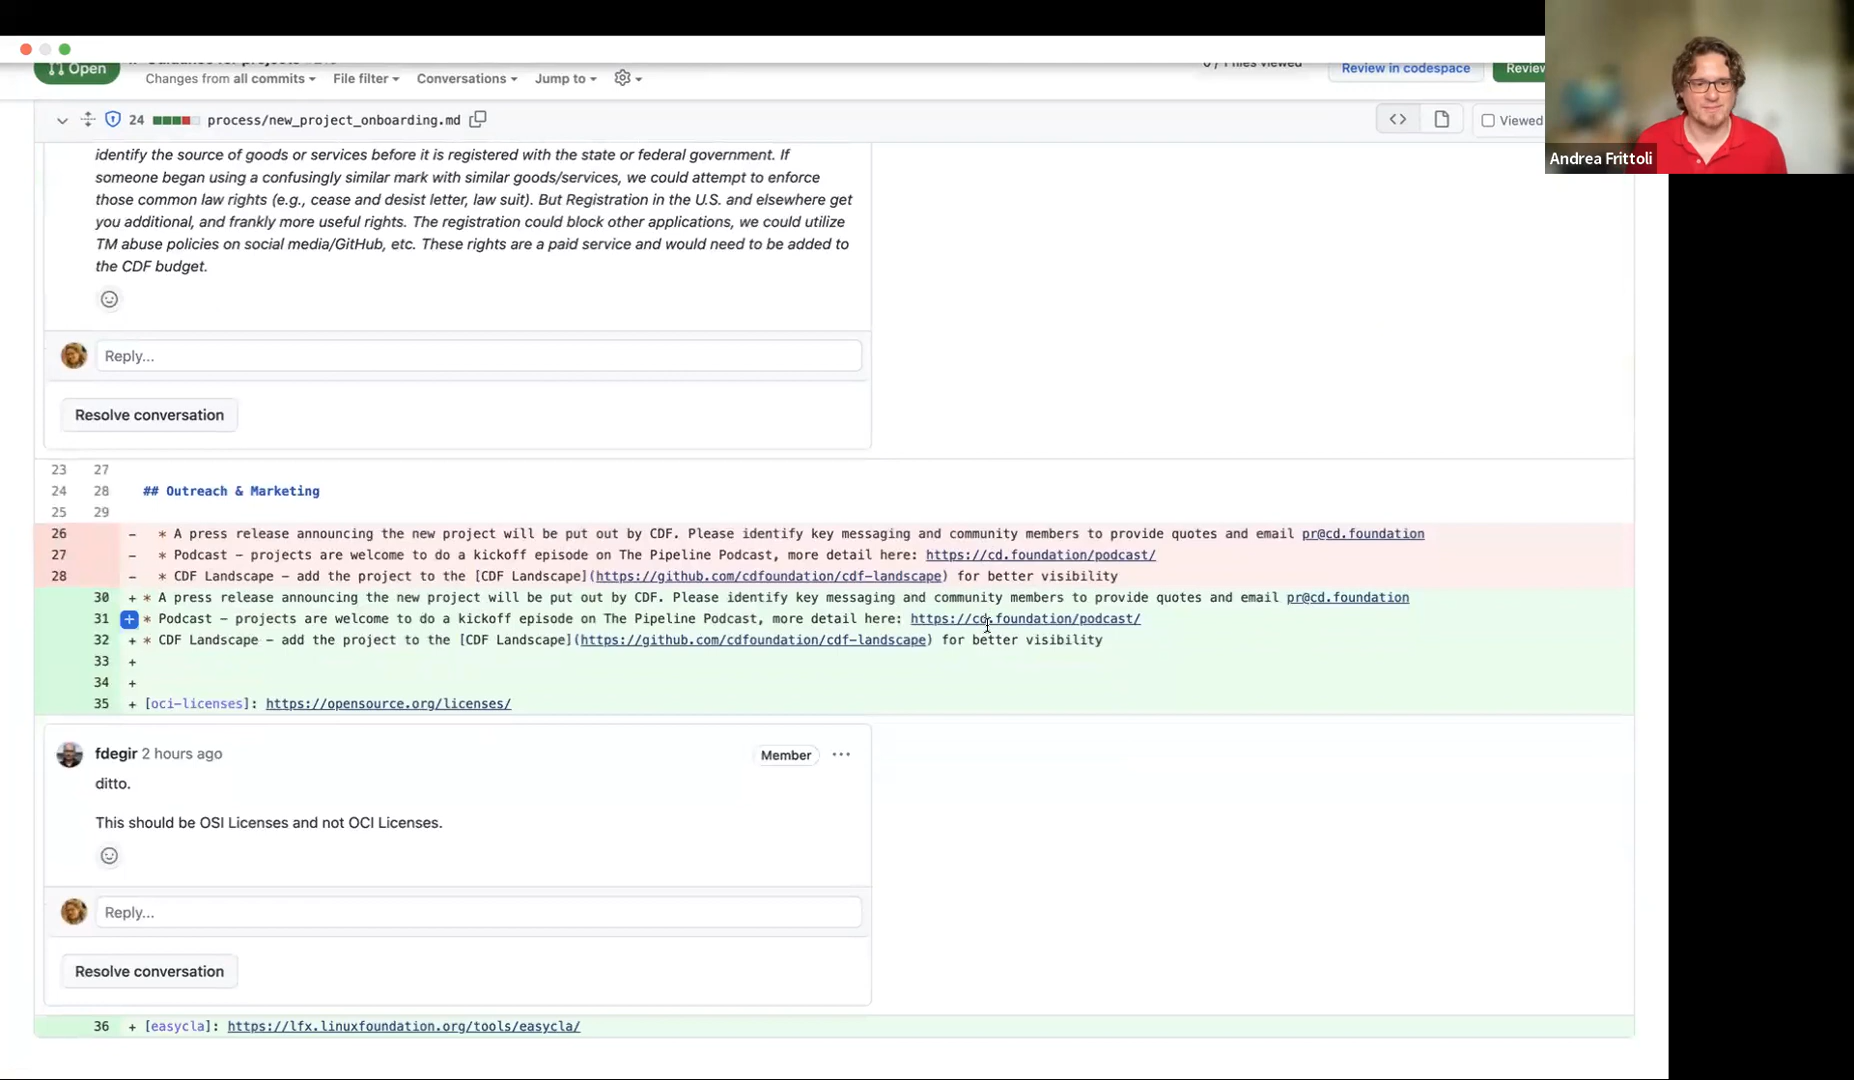 Open
Changes from all commits
File filter
Conversations
Jump to
Review in codespace
Review
24 process/new_project_onboarding.md
Viewed
Andrea Frittoli
identify the source of goods or services before it is registered with the state or federal government. If
someone began using a confusingly similar mark with similar goods/services, we could attempt to enforce
those common law rights (e.g., cease and desist letter, law suit). But Registration in the U.S. and elsewhere get
you additional, and frankly more useful rights. The registration could block other applications, we could utilize
TM abuse policies on social media/GitHub, etc. These rights are a paid service and would need to be added to
the CDF budget.
Reply...
Resolve conversation
23 27
24 28 ## Outreach & Marketing
25 29
26 - * A press release announcing the new project will be put out by CDF. Please identify key messaging and community members to provide quotes and email pr@cd.foundation
27 - * Podcast - projects are welcome to do a kickoff episode on The Pipeline Podcast, more detail here: https://cd.foundation/podcast/
28 - * CDF Landscape - add the project to the [CDF Landscape](https://github.com/cdfoundation/cdf-landscape) for better visibility
30 + * A press release announcing the new project will be put out by CDF. Please identify key messaging and community members to provide quotes and email pr@cd.foundation
31 + * Podcast - projects are welcome to do a kickoff episode on The Pipeline Podcast, more detail here: https://cd.foundation/podcast/
32 + * CDF Landscape - add the project to the [CDF Landscape](https://github.com/cdfoundation/cdf-landscape) for better visibility
33 +
34 +
35 + [oci-licenses]: https://opensource.org/licenses/
fdegir 2 hours ago
Member
ditto.
This should be OSI Licenses and not OCI Licenses.
Reply...
Resolve conversation
36 + [easycla]: https://lfx.linuxfoundation.org/tools/easycla/